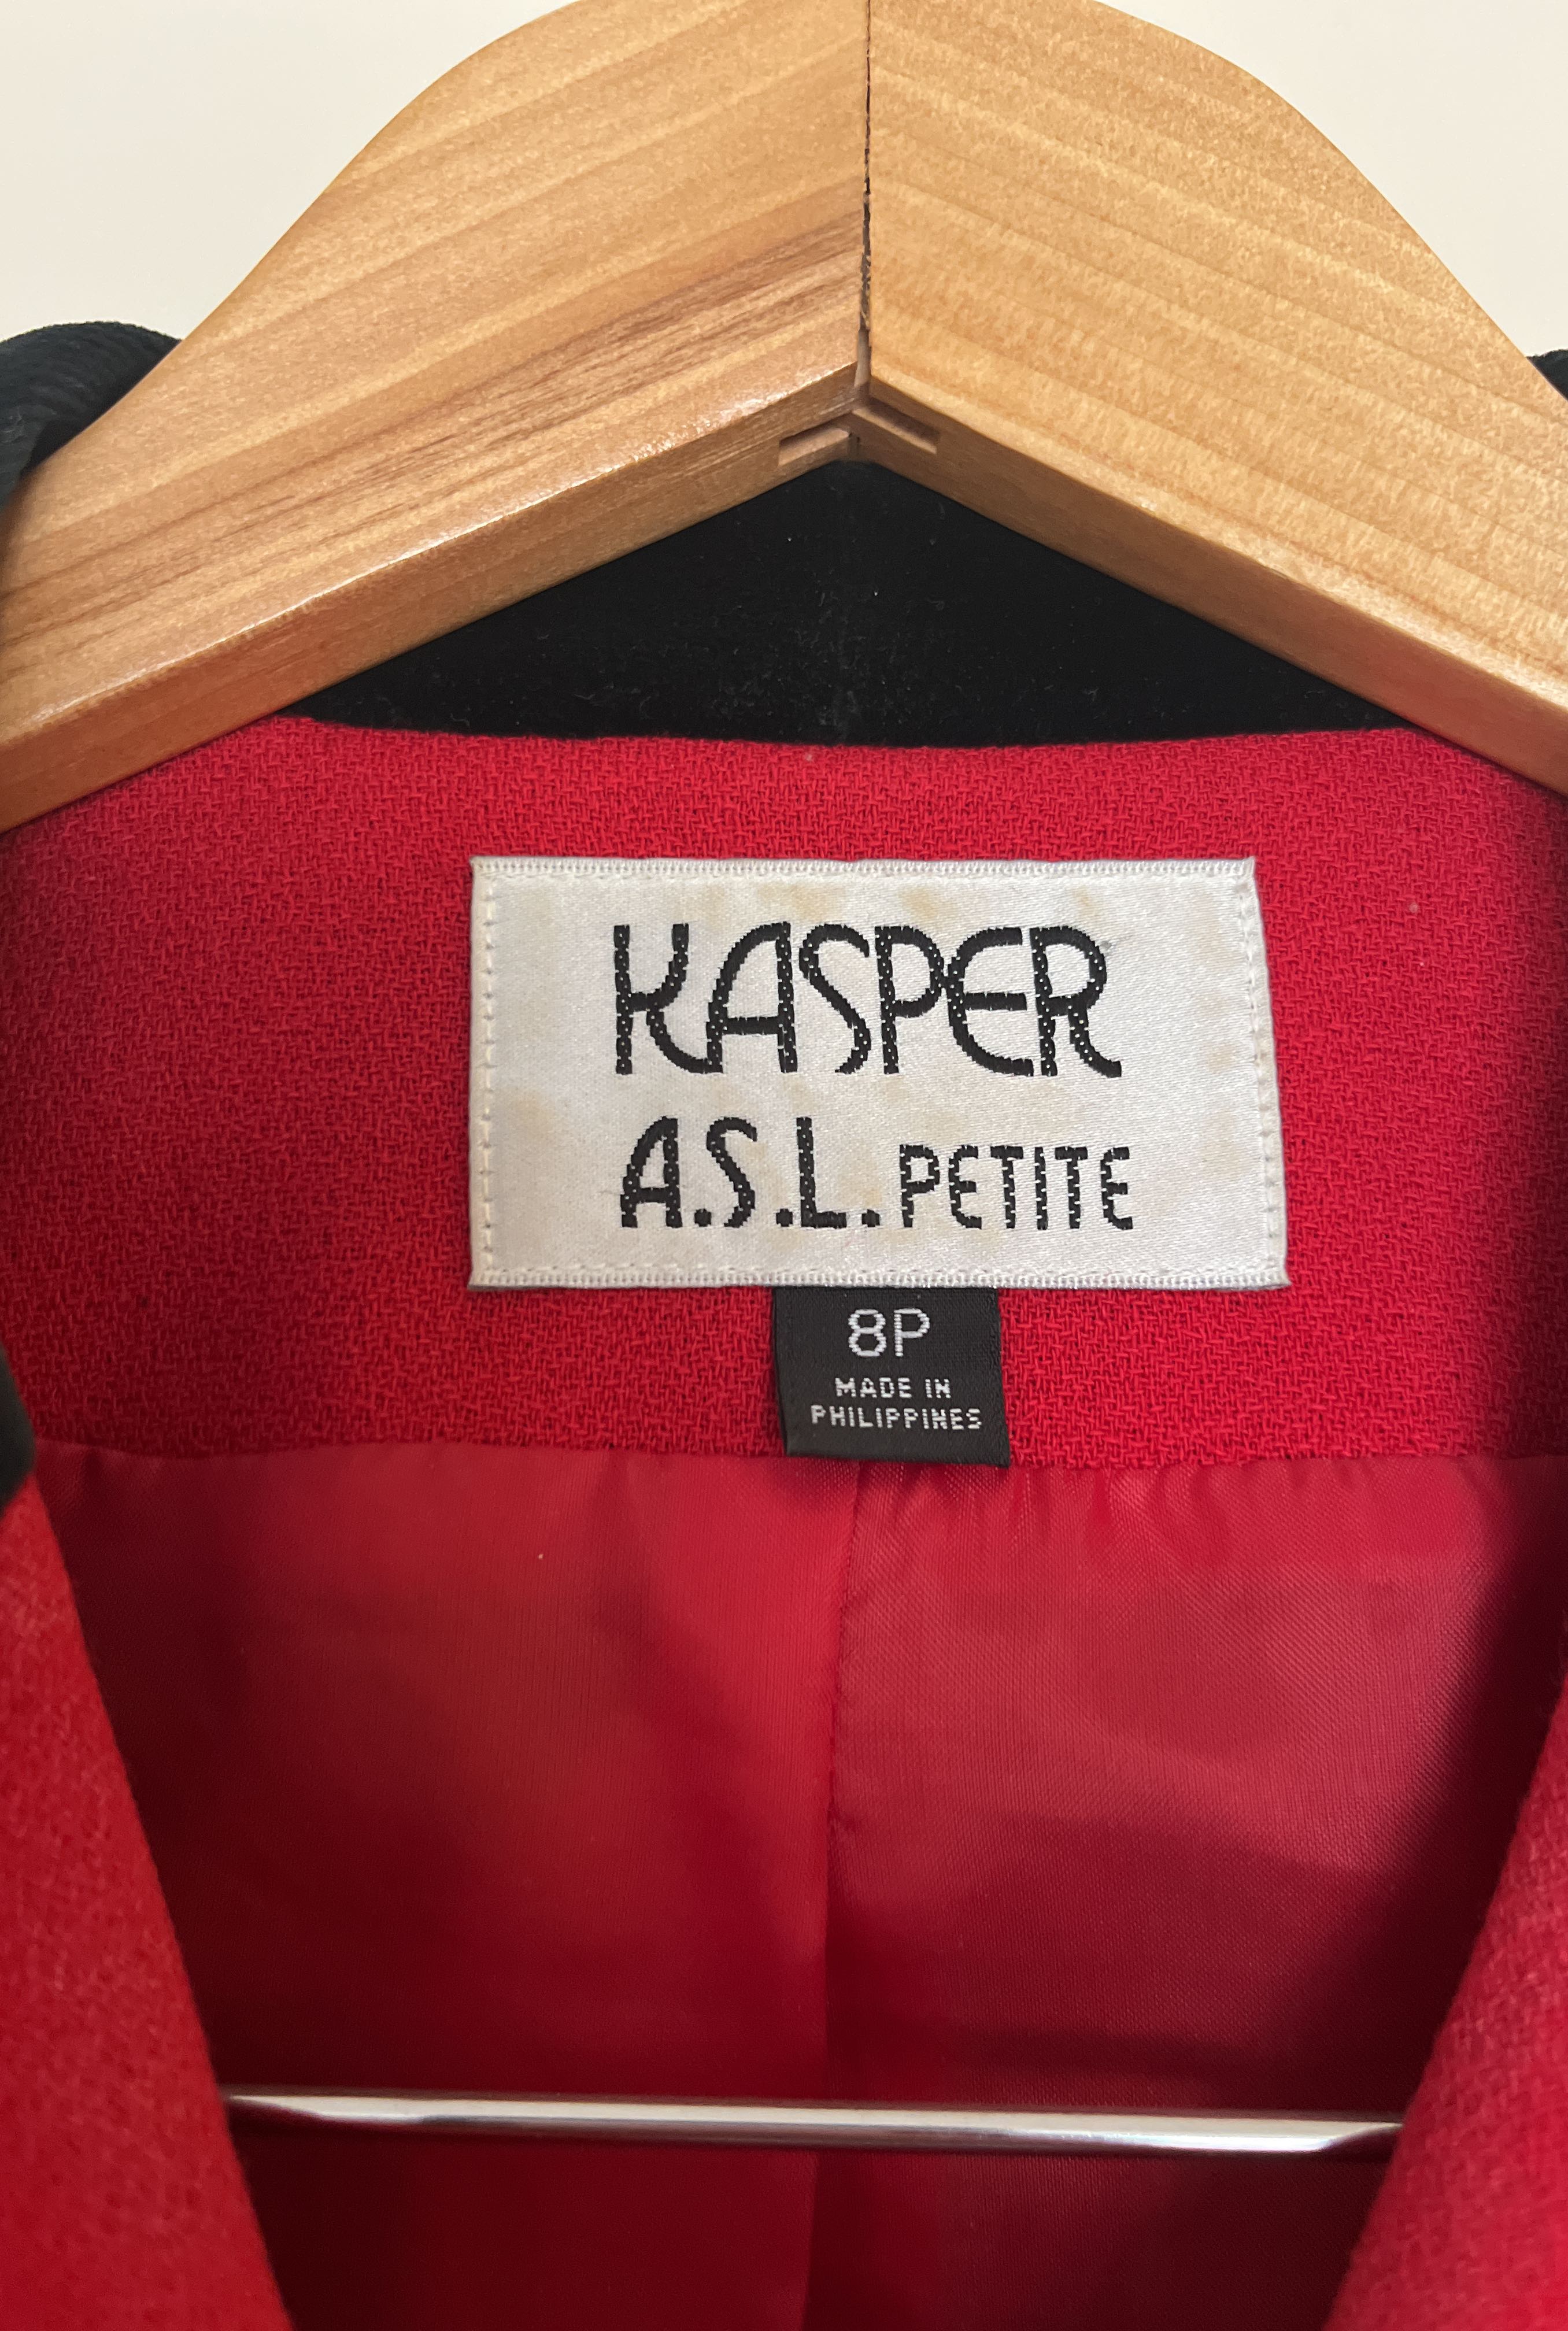 KASPER
A.S.L. PETITE
8P
MADE IN
PHILIPPINES